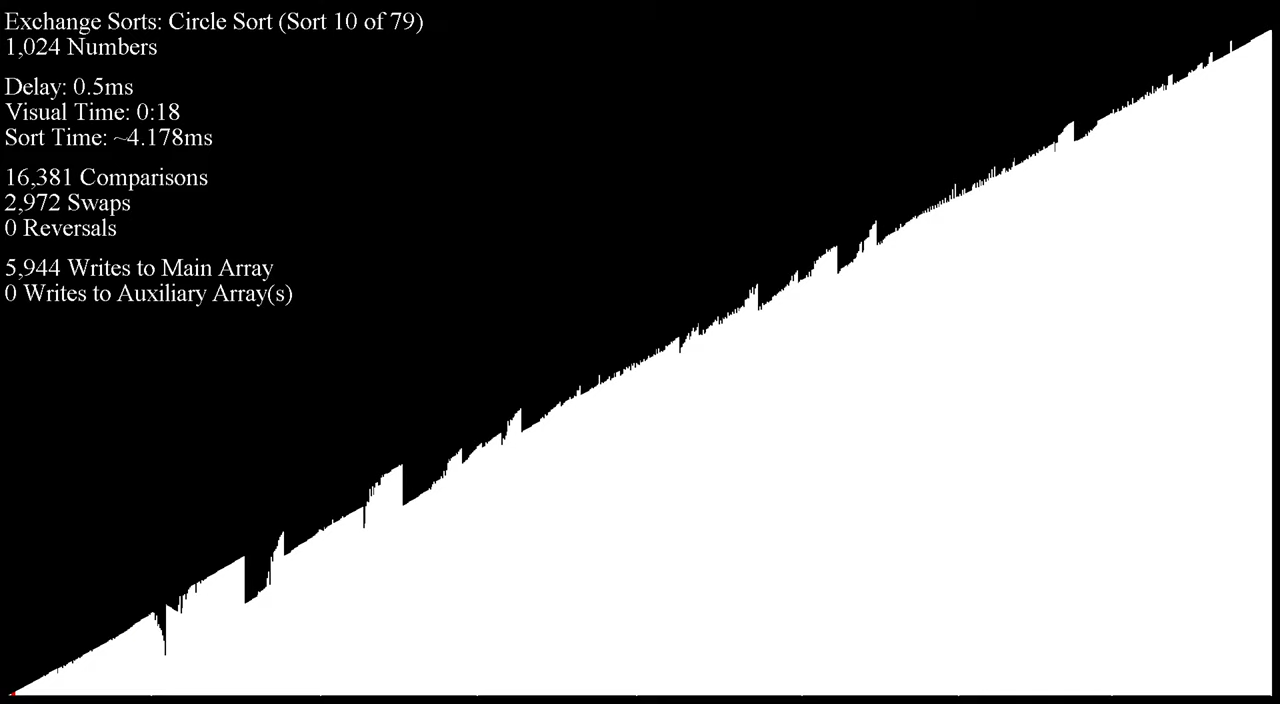 Exchange Sorts: Circle Sort (Sort 10 of 79)
1,024 Numbers
Delay: 0.5ms
Visual Time: 0:18
Sort Time: ~4.178ms
16,381 Comparisons
2,972 Swaps
0 Reversals
5,944 Writes to Main Array
0 Writes to Auxiliary Array(s)